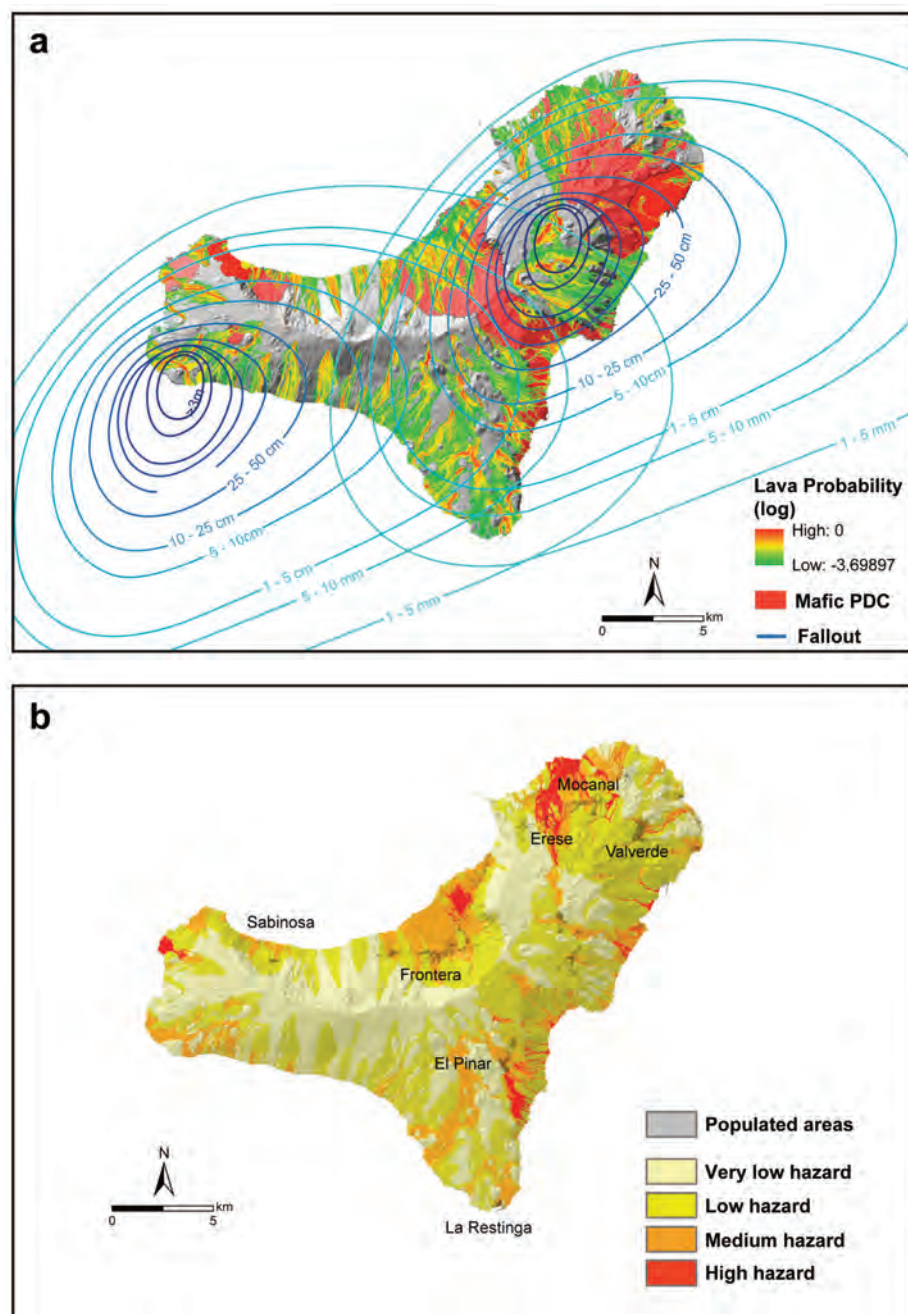 a
25 - 50 cm
10 - 25 cm
5 - 10cm
1 - 5 cm
5 - 10 mm
1 - 5 mm
>3m
25 - 50 cm
10 - 25 cm
5 - 10cm
1 - 5 cm
5 - 10 mm
1 - 5 mm
Lava Probability
(log)
High: 0
Low: -3.69897
Mafic PDC
Fallout
N
0 5
km
b
Mocanal
Erese
Valverde
Sabinosa
Frontera
El Pinar
La Restinga
N
0 5
km
Populated areas
Very low hazard
Low hazard
Medium hazard
High hazard